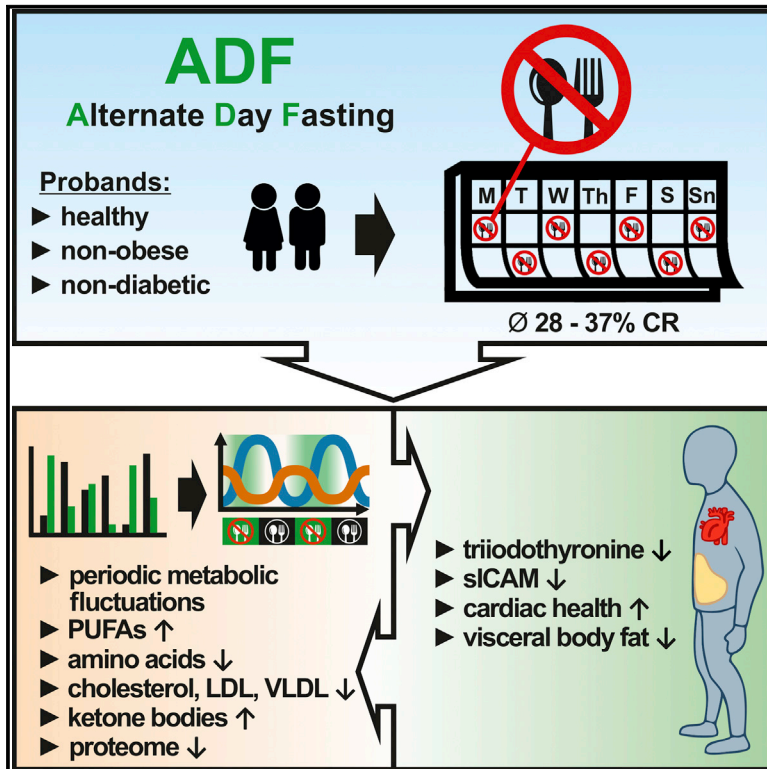 ADF
Alternate Day Fasting
Probands:
► healthy
► non-obese
► non-diabetic
M T W Th F S Sn
Ø 28 - 37% CR
► periodic metabolic
fluctuations
► PUFAs ↑
► amino acids ↓
► cholesterol, LDL, VLDL ↓
► ketone bodies ↑
► proteome ↓
► triiodothyronine ↓
► sICAM ↓
► cardiac health ↑
► visceral body fat ↓